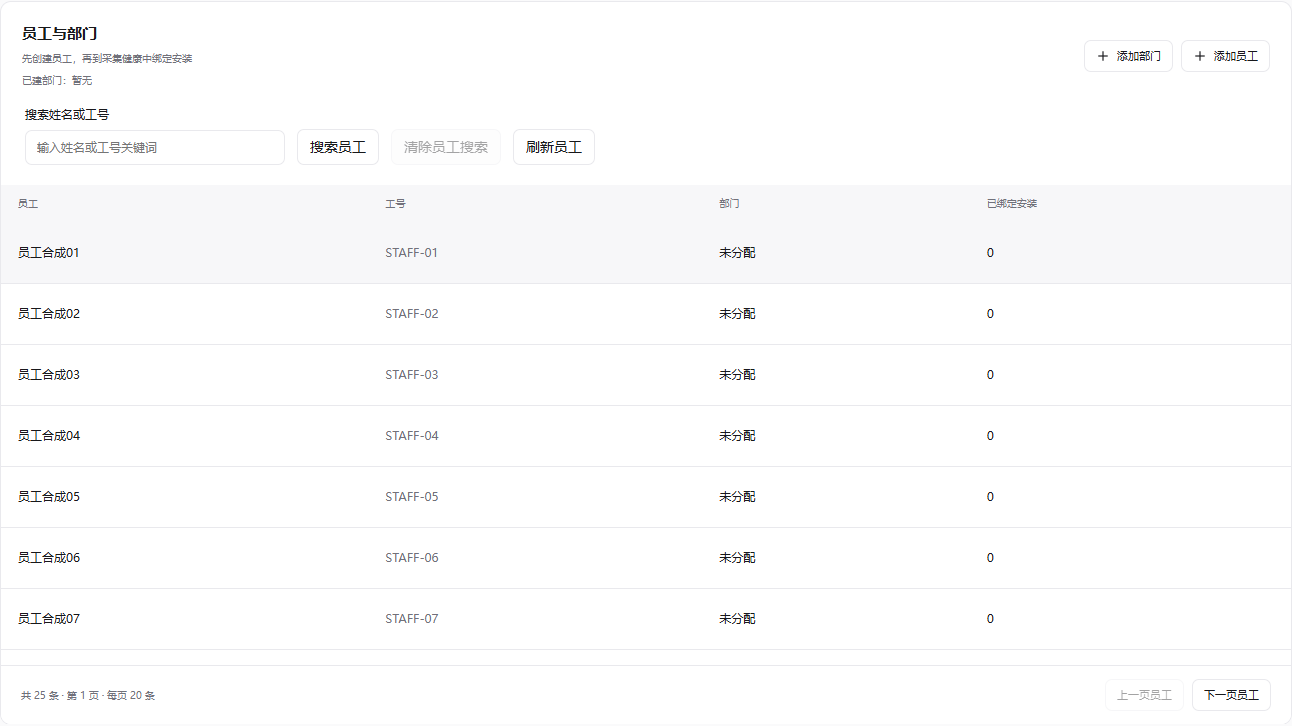 员工与部门
先创建员工，再到采集健康中绑定安装
已建部门：暂无
+ 添加部门
+ 添加员工
搜索姓名或工号
输入姓名或工号关键词
搜索员工
清除员工搜索
刷新员工
员工 工号 部门 已绑定安装
员工合成01 STAFF-01 未分配 0
员工合成02 STAFF-02 未分配 0
员工合成03 STAFF-03 未分配 0
员工合成04 STAFF-04 未分配 0
员工合成05 STAFF-05 未分配 0
员工合成06 STAFF-06 未分配 0
员工合成07 STAFF-07 未分配 0
共 25 条 · 第 1 页 · 每页 20 条
上一页员工
下一页员工